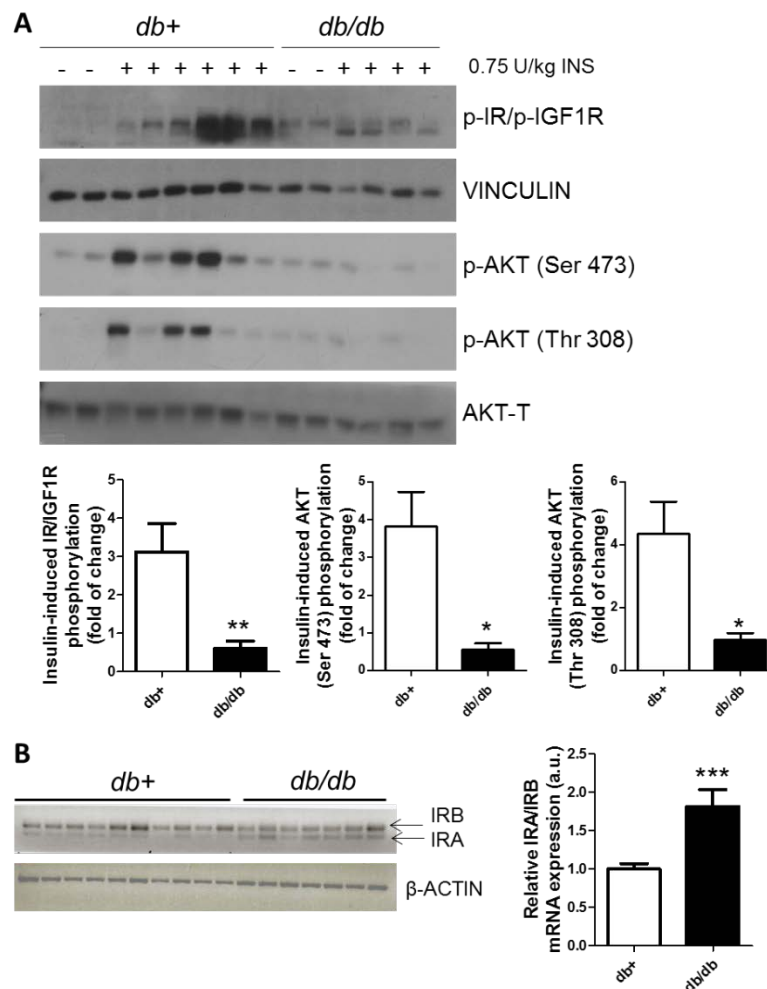 A
db+ db/db
- - + + + + + + - - + + + + 0.75 U/kg INS
p-IR/p-IGF1R
VINCULIN
p-AKT (Ser 473)
p-AKT (Thr 308)
AKT-T
Insulin-induced IR/IGF1R
phosphorylation
(fold of change)
5
4
3
2
1
0
**
db+
db/db
Insulin-induced AKT
(Ser 473) phosphorylation
(fold of change)
5
4
3
2
1
0
*
db+
db/db
Insulin-induced AKT
(Thr 308) phosphorylation
(fold of change)
6
4
2
0
*
db+
db/db
B
db+ db/db
IRB
IRA
β-ACTIN
Relative IRA/IRB
mRNA expression (a.u.)
2.5
2.0
1.5
1.0
0.5
0.0
***
db+
db/db